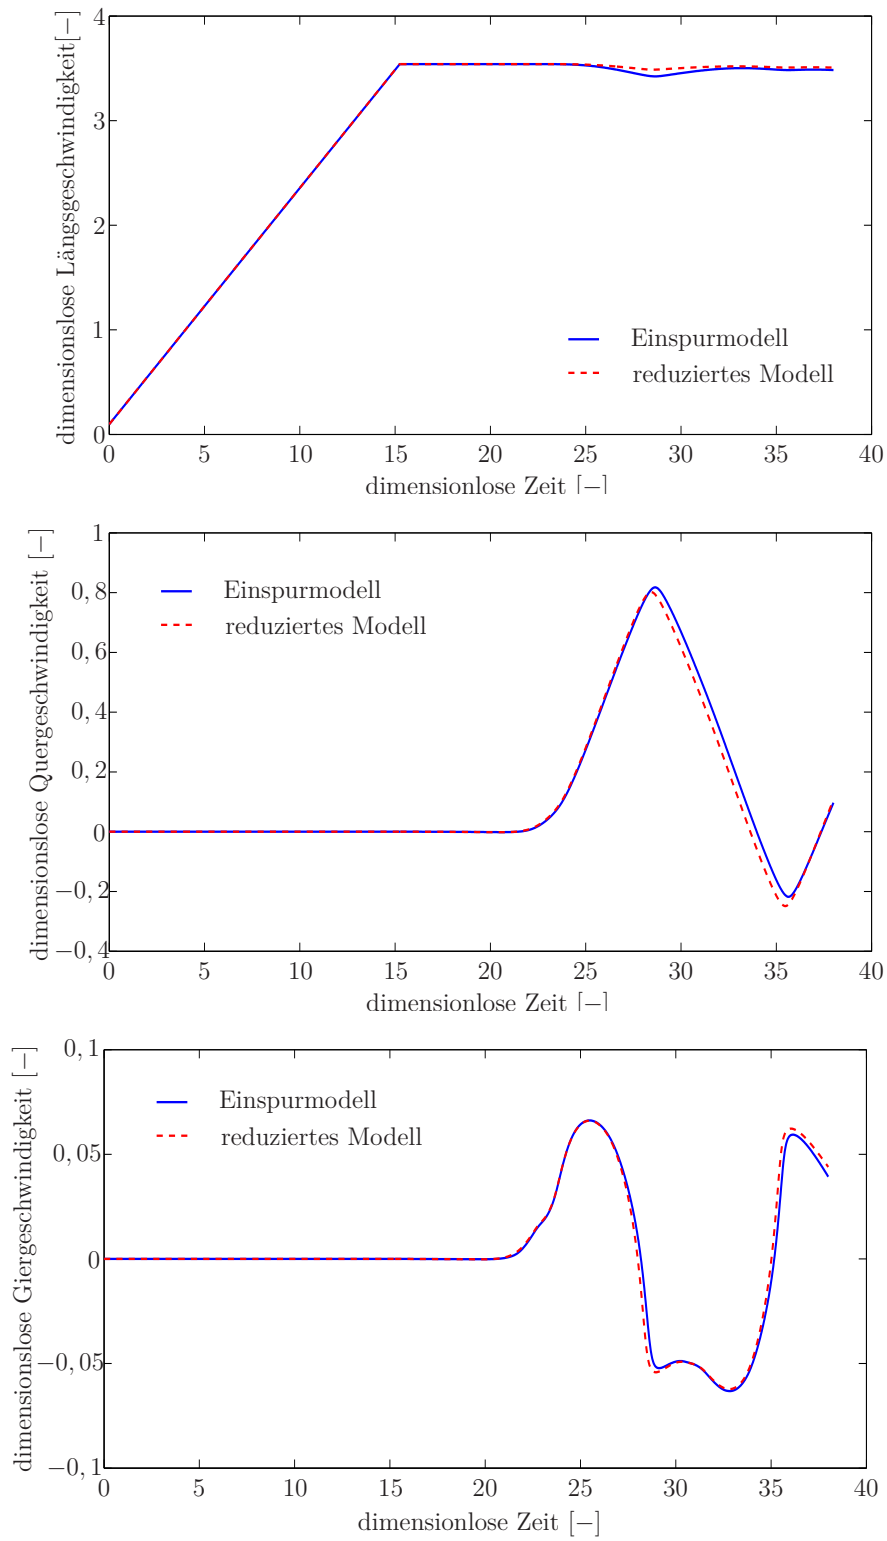 dimensionslose Längsgeschwindigkeit[−]
4
3
2
1
0
Einspurmodell
reduziertes Modell
0 5 10 15 20 25 30 35 40
dimensionlose Zeit [−]
dimensionslose Quergeschwindigkeit [−]
1
0, 8
0, 6
0, 4
0, 2
0
−0, 2
−0, 4
Einspurmodell
reduziertes Modell
0 5 10 15 20 25 30 35 40
dimensionlose Zeit [−]
dimensionslose Giergeschwindigkeit [−]
0, 1
0, 05
0
−0, 05
−0, 1
Einspurmodell
reduziertes Modell
0 5 10 15 20 25 30 35 40
dimensionlose Zeit [−]